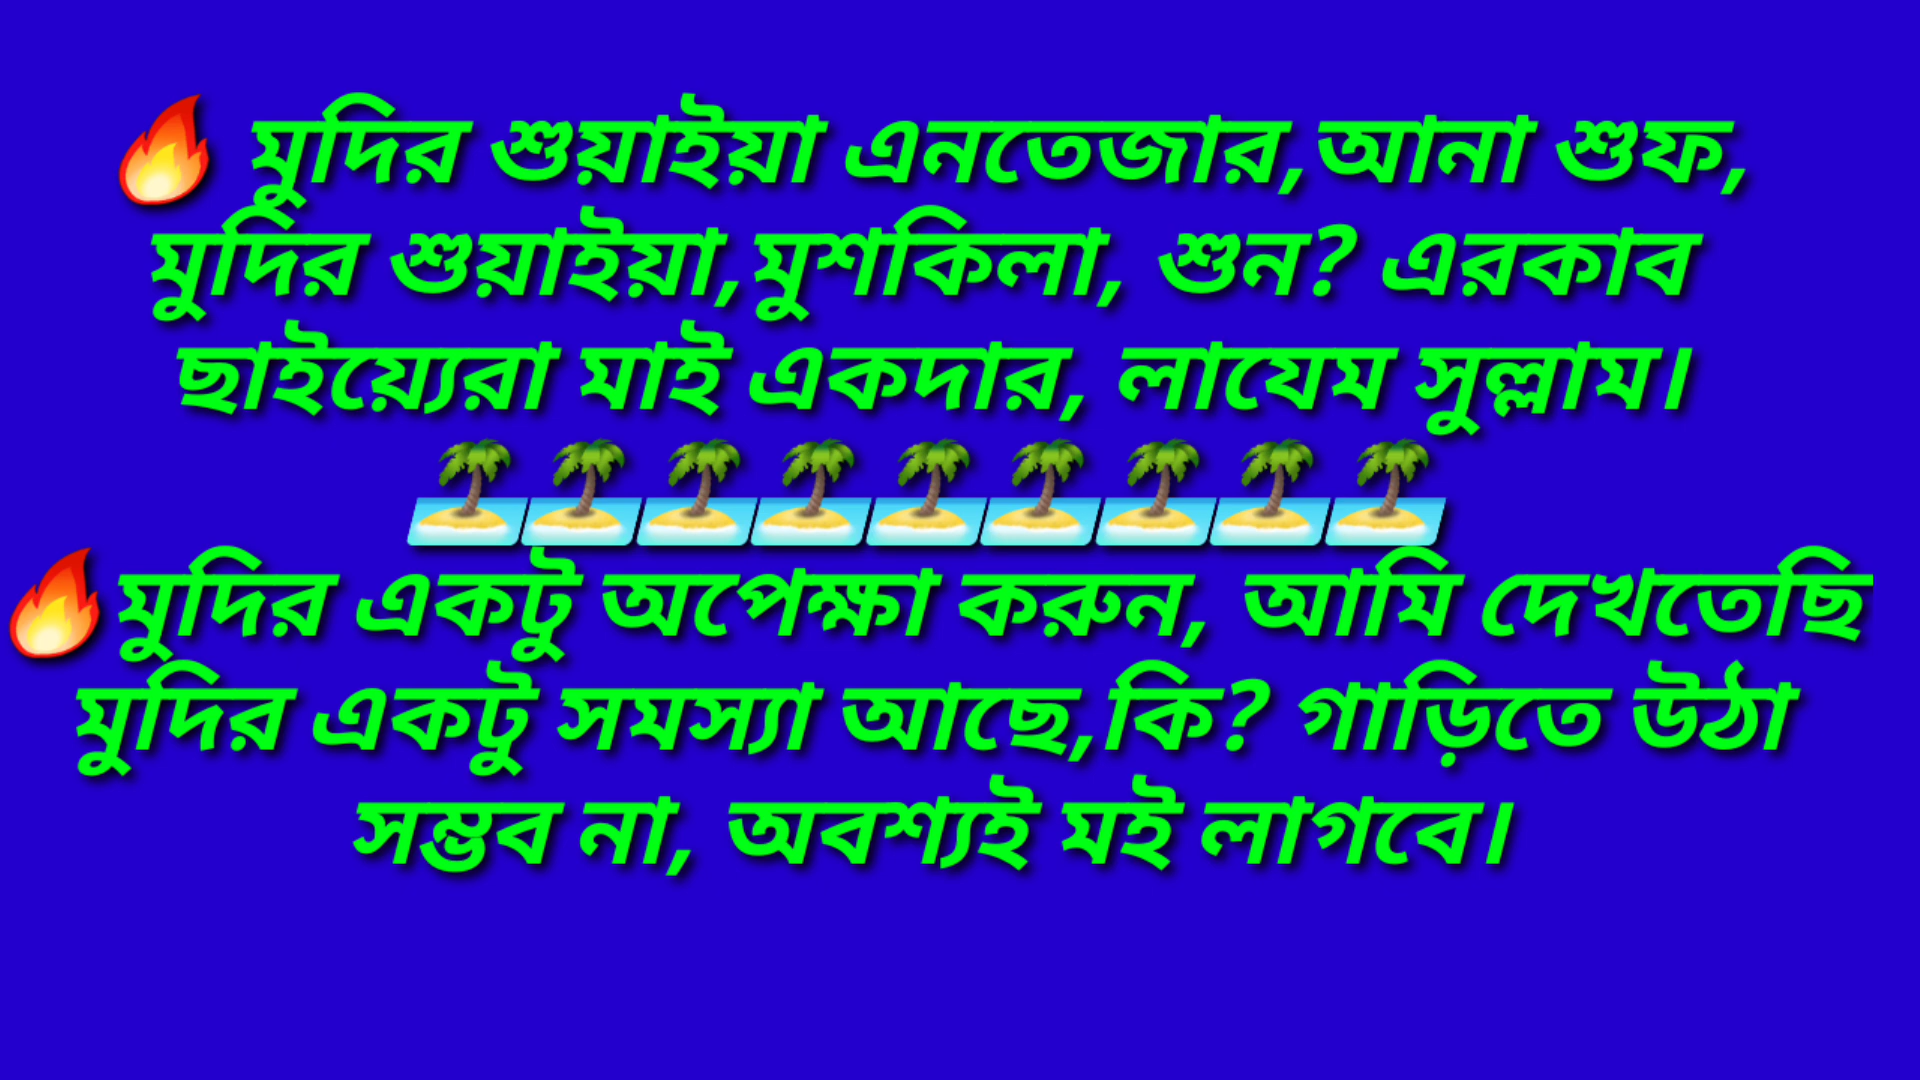 🔥 মুদির শুয়াইয়া এনতেজার,আনা শুফ,
মুদির শুয়াইয়া,মুশকিলা, শুন? এরকাব
ছাইয়্যেরা মাই একদার, লাযেম সুল্লাম।
🏝🏝🏝🏝🏝🏝🏝🏝🏝
🔥মুদির একটু অপেক্ষা করুন, আমি দেখতেছি
মুদির একটু সমস্যা আছে,কি? গাড়িতে উঠা
সম্ভব না, অবশ্যই মই লাগবে।